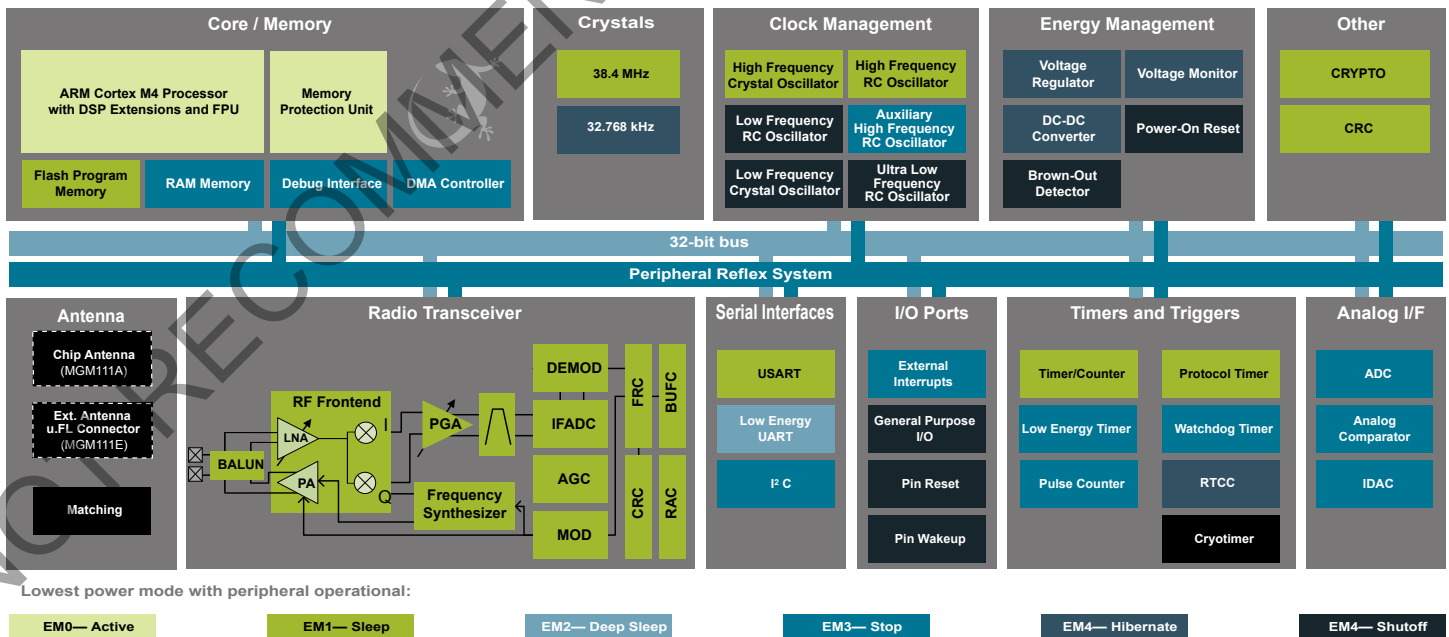 Core / Memory
ARM Cortex M4 Processor
with DSP Extensions and FPU
Memory
Protection Unit
Flash Program
Memory
RAM Memory
Debug Interface
DMA Controller
Crystals
38.4 MHz
32.768 kHz
Clock Management
High Frequency
Crystal Oscillator
High Frequency
RC Oscillator
Low Frequency
RC Oscillator
Auxiliary
High Frequency
RC Oscillator
Low Frequency
Crystal Oscillator
Ultra Low
Frequency
RC Oscillator
Energy Management
Voltage
Regulator
Voltage Monitor
DC-DC
Converter
Power-On Reset
Brown-Out
Detector
Other
CRYPTO
CRC
32-bit bus
Peripheral Reflex System
Antenna
Chip Antenna
(MGM111A)
Ext. Antenna
u.FL Connector
(MGM111E)
Matching
Radio Transceiver
RF Frontend
LNA
I
BALUN
PA
Q
PGA
Frequency
Synthesizer
DEMOD
IFADC
AGC
MOD
FRC
BUFC
CRC
RAC
Serial Interfaces
USART
Low Energy
UART
I² C
I/O Ports
External
Interrupts
General Purpose
I/O
Pin Reset
Pin Wakeup
Timers and Triggers
Timer/Counter
Protocol Timer
Low Energy Timer
Watchdog Timer
Pulse Counter
RTCC
Cryotimer
Analog I/F
ADC
Analog
Comparator
IDAC
Lowest power mode with peripheral operational:
EM0— Active
EM1— Sleep
EM2— Deep Sleep
EM3— Stop
EM4— Hibernate
EM4— Shutoff